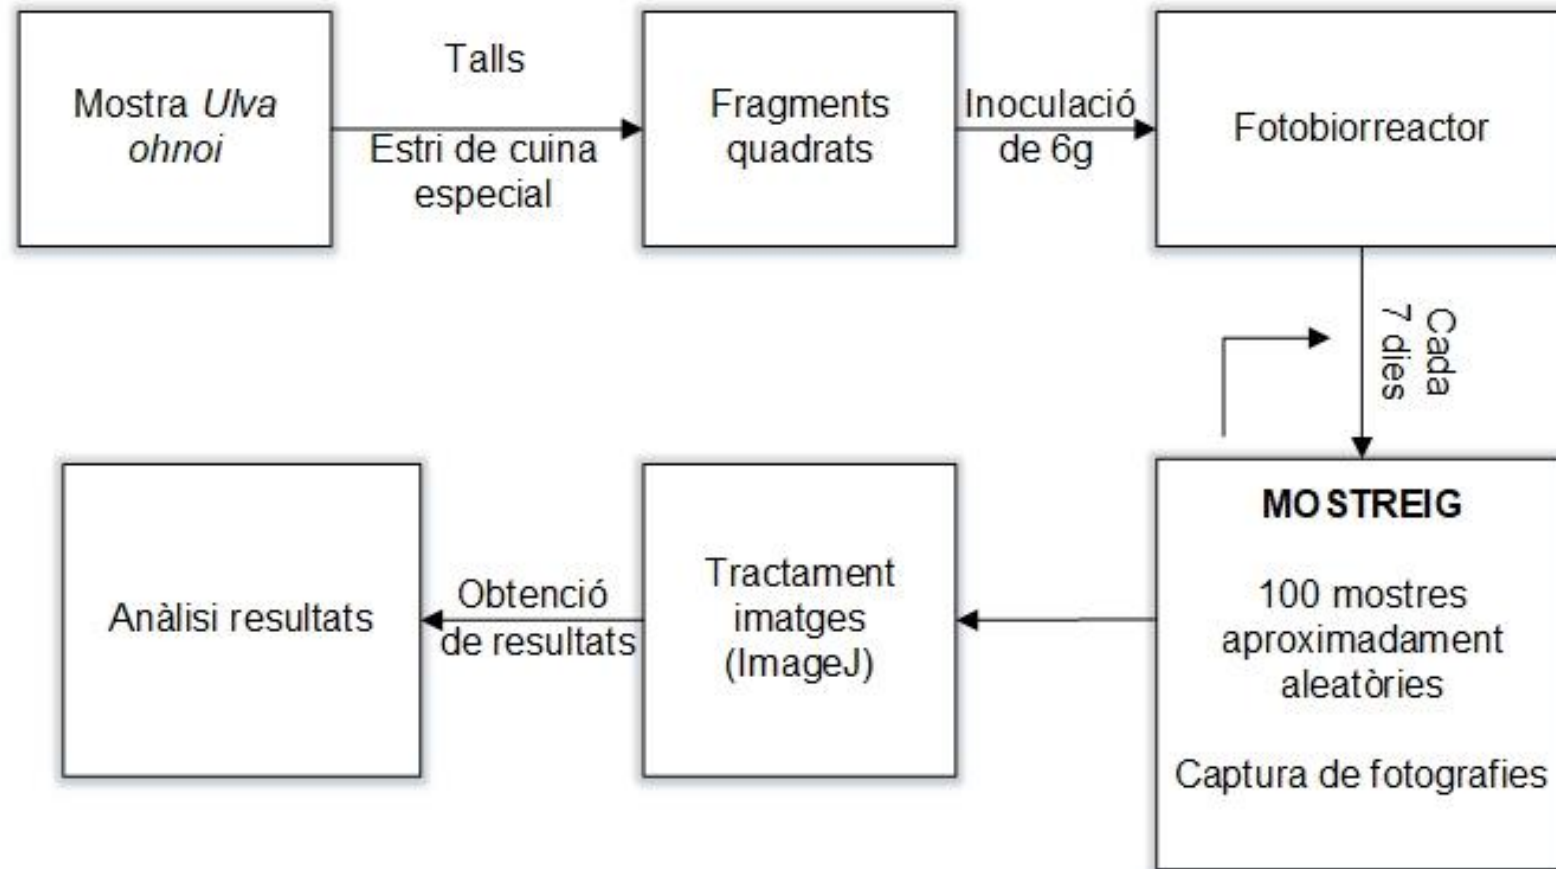 Mostra Ulva
ohnoi
Talls
Estri de cuina
especial
Fragments
quadrats
Inoculació
de 6g
Fotobiorreactor
Cada
7 dies
MOSTREIG
100 mostres
aproximadament
aleatòries
Captura de fotografies
Tractament
imatges
(ImageJ)
Obtenció
de resultats
Anàlisi resultats